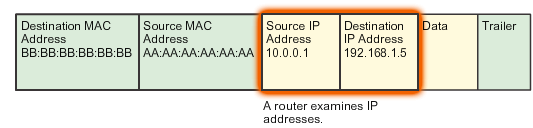 Destination MAC
Address
BB:BB:BB:BB:BB:BB
Source MAC
Address
AA:AA:AA:AA:AA:AA
Source IP
Address
10.0.0.1
Destination
IP Address
192.168.1.5
Data
Trailer
A router examines IP
addresses.